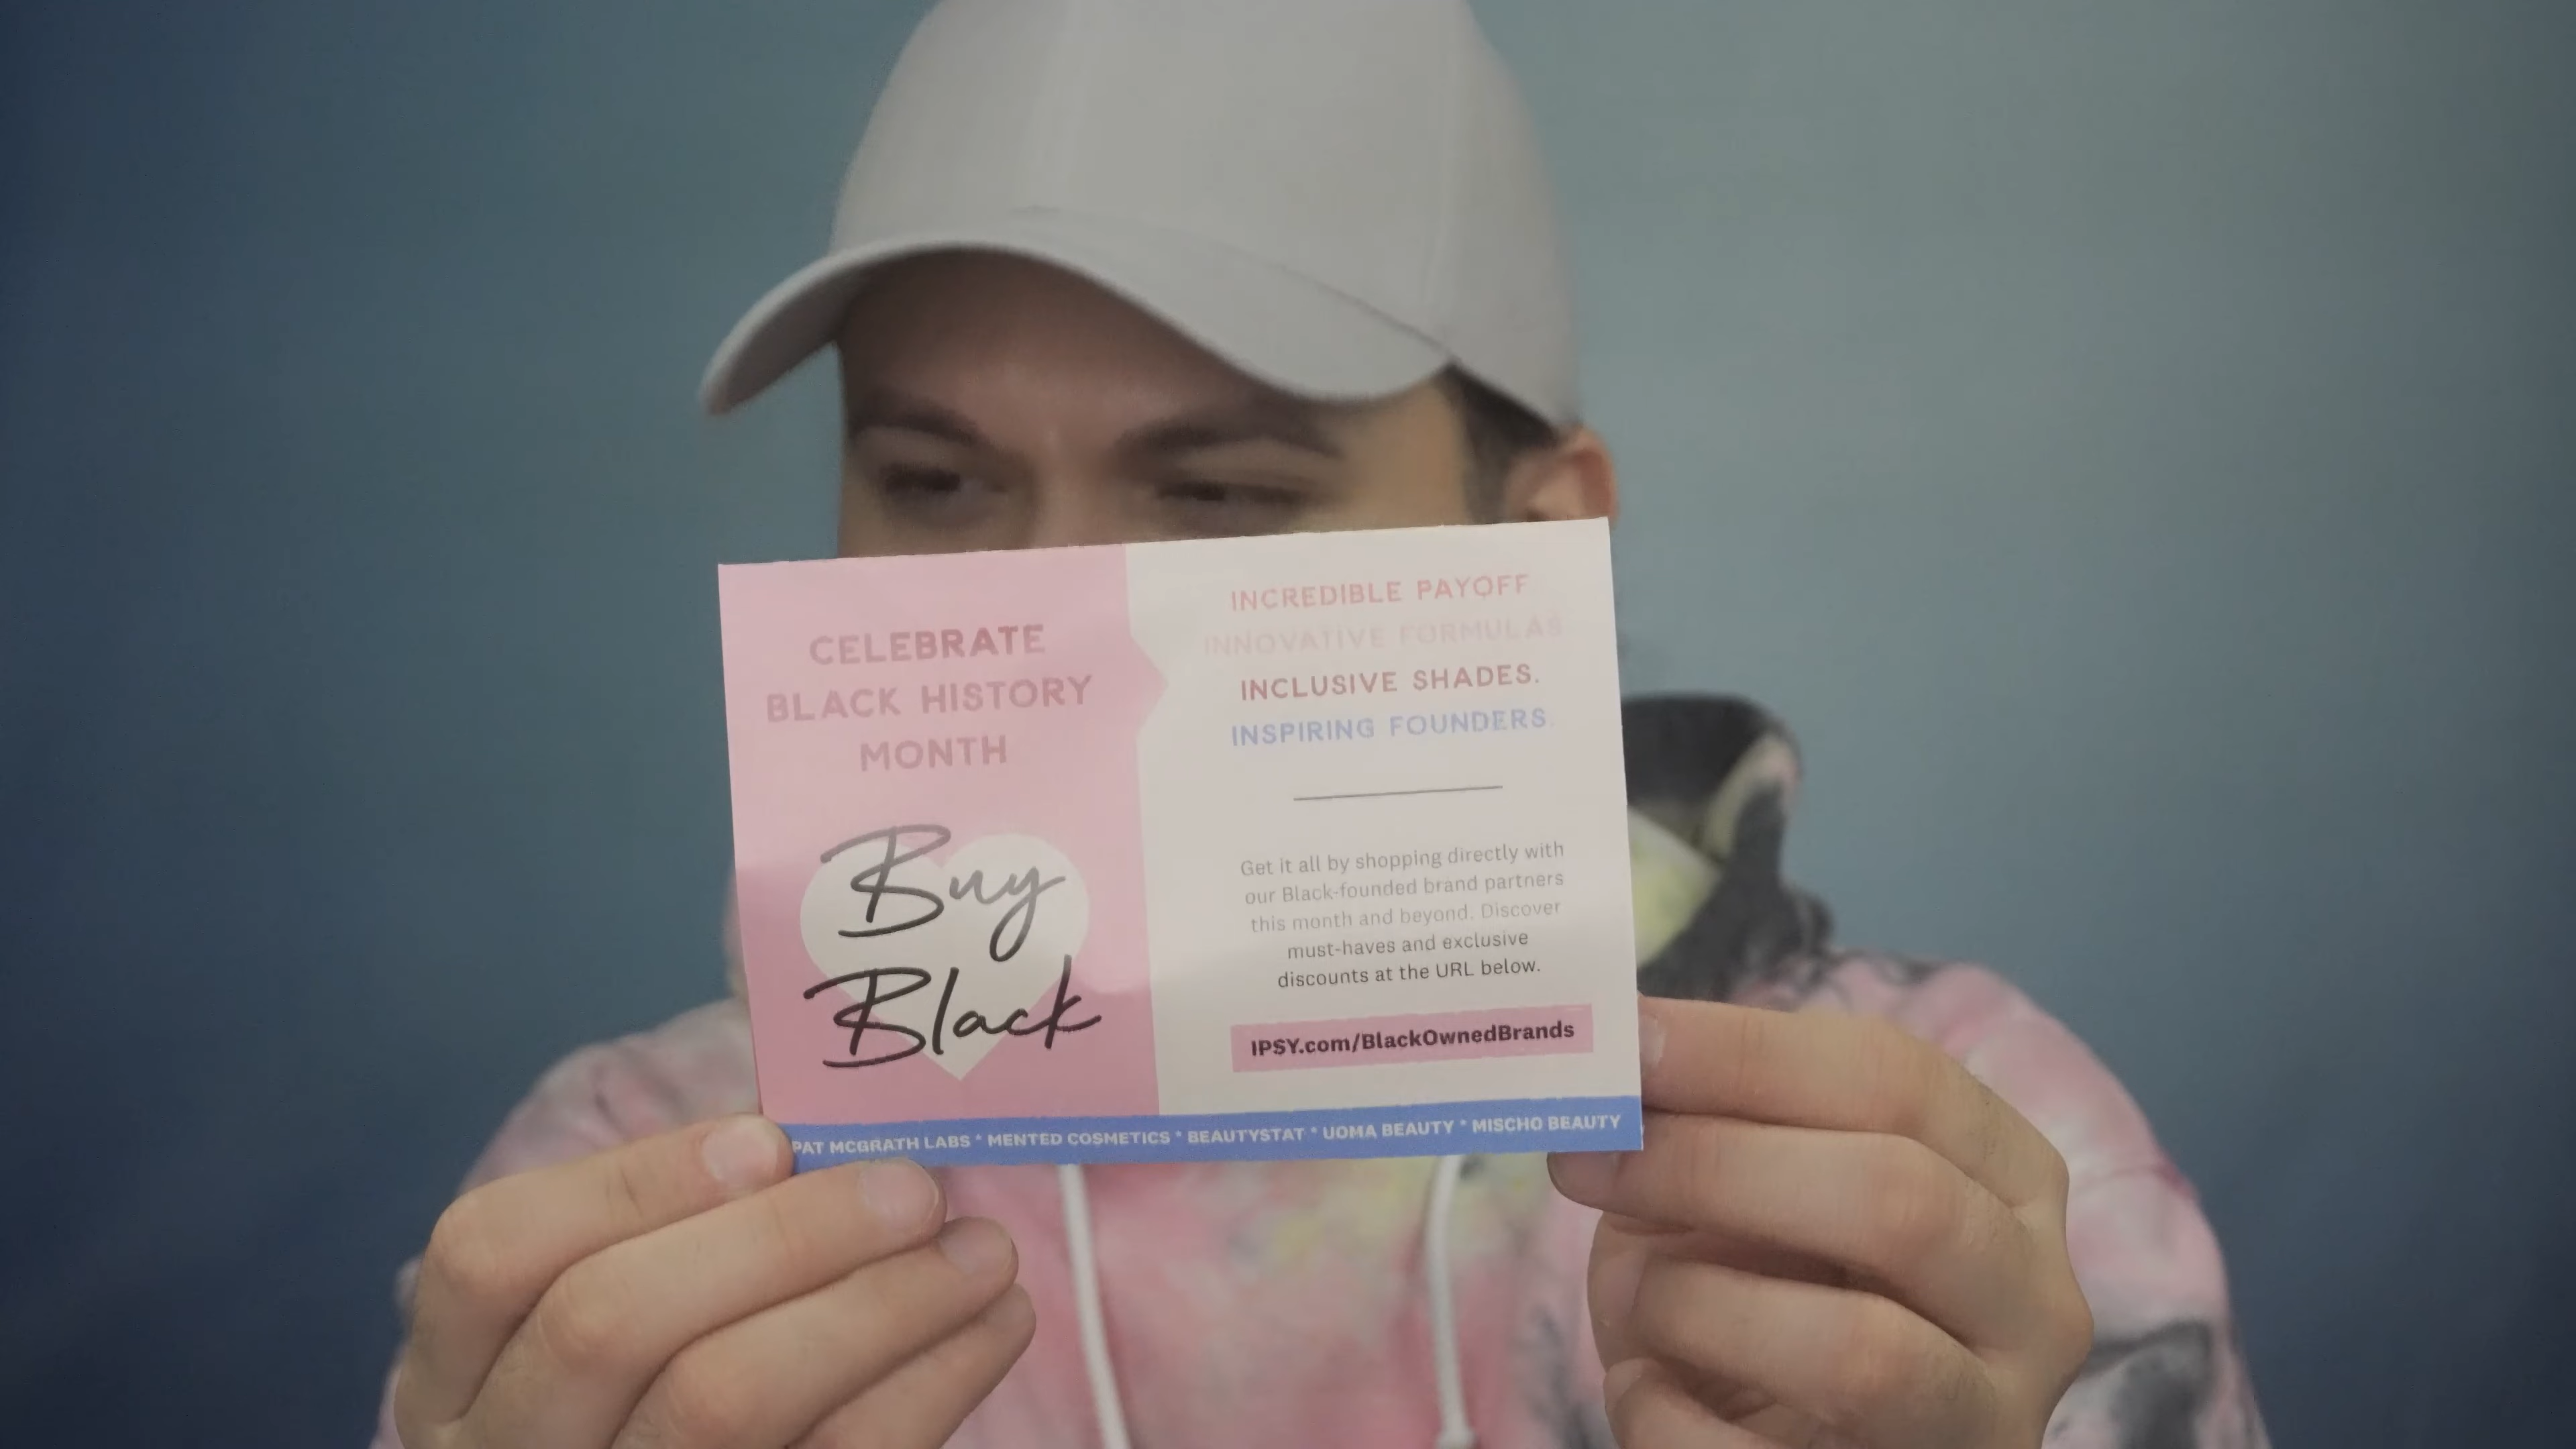 CELEBRATE
BLACK HISTORY
MONTH
Buy
Black
INCREDIBLE PAYOFF
INNOVATIVE FORMULAS
INCLUSIVE SHADES.
INSPIRING FOUNDERS.
Get it all by shopping directly with
our Black-founded brand partners
this month and beyond. Discover
must-haves and exclusive
discounts at the URL below.
IPSY.com/BlackOwnedBrands
PAT MCGRATH LABS * MENTED COSMETICS * BEAUTYSTAT * UOMA BEAUTY * MISCHO BEAUTY